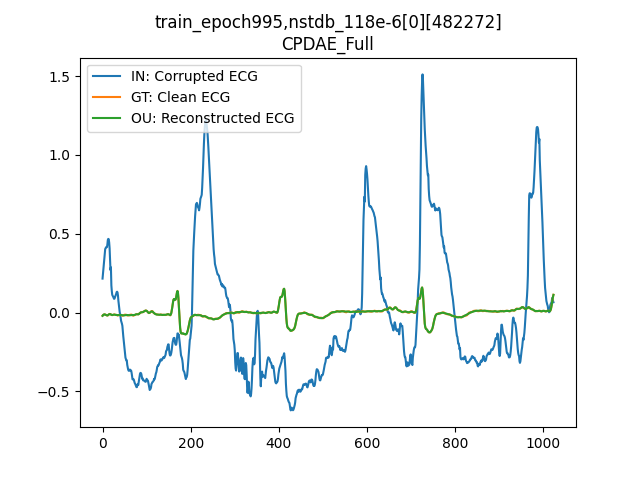 train_epoch995,nstdb_118e-6[0][482272]
CPDAE_Full
IN: Corrupted ECG
GT: Clean ECG
OU: Reconstructed ECG
1.5
1.0
0.5
0.0
−0.5
0 200 400 600 800 1000